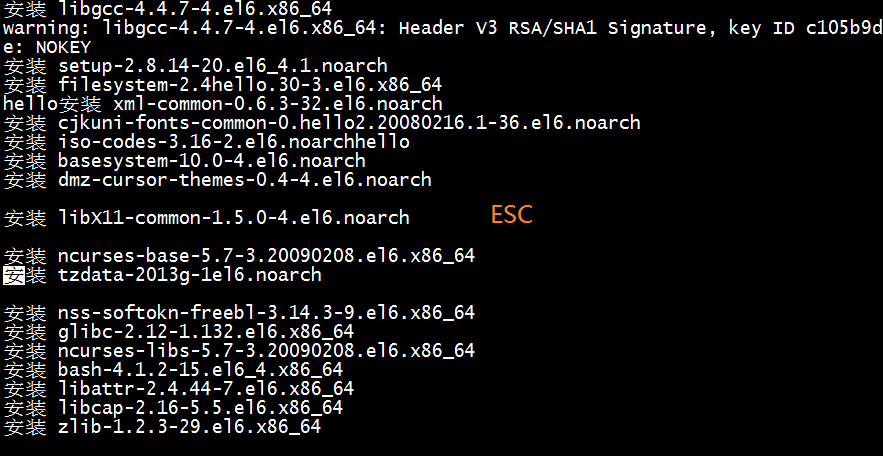 安装 libgcc-4.4.7-4.el6.x86_64
warning: libgcc-4.4.7-4.el6.x86_64: Header V3 RSA/SHA1 Signature, key ID c105b9d
e: NOKEY
安装 setup-2.8.14-20.el6_4.1.noarch
安装 filesystem-2.4hello.30-3.el6.x86_64
hello安装 xml-common-0.6.3-32.el6.noarch
安装 cjkuni-fonts-common-0.hello2.20080216.1-36.el6.noarch
安装 iso-codes-3.16-2.el6.noarchhello
安装 basesystem-10.0-4.el6.noarch
安装 dmz-cursor-themes-0.4-4.el6.noarch
安装 libX11-common-1.5.0-4.el6.noarch
ESC
安装 ncurses-base-5.7-3.20090208.el6.x86_64
安装 tzdata-2013g-1el6.noarch
安装 nss-softokn-freebl-3.14.3-9.el6.x86_64
安装 glibc-2.12-1.132.el6.x86_64
安装 ncurses-libs-5.7-3.20090208.el6.x86_64
安装 bash-4.1.2-15.el6_4.x86_64
安装 libattr-2.4.44-7.el6.x86_64
安装 libcap-2.16-5.5.el6.x86_64
安装 zlib-1.2.3-29.el6.x86_64